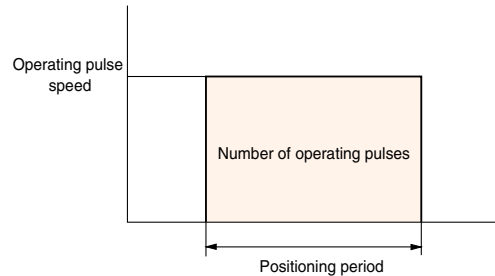 Operating pulse
speed
Number of operating pulses
Positioning period